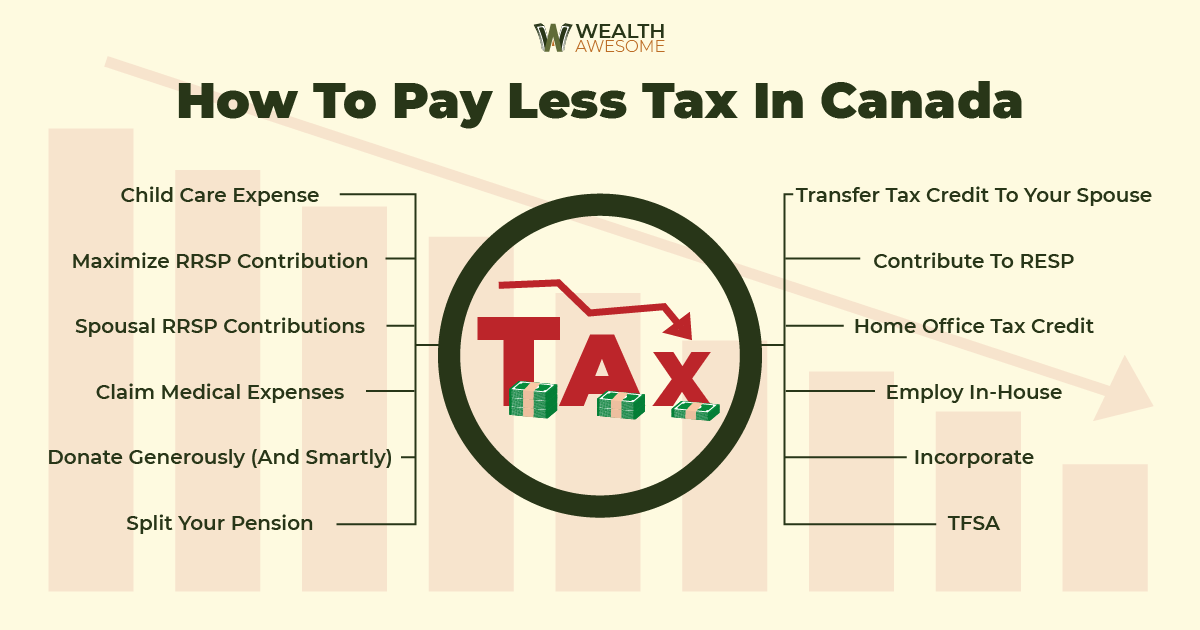 WEALTH
AWESOME
How To Pay Less Tax In Canada
Child Care Expense
Maximize RRSP Contribution
Spousal RRSP Contributions
Claim Medical Expenses
Donate Generously (And Smartly)
Split Your Pension
TAx
Transfer Tax Credit To Your Spouse
Contribute To RESP
Home Office Tax Credit
Employ In-House
Incorporate
TFSA